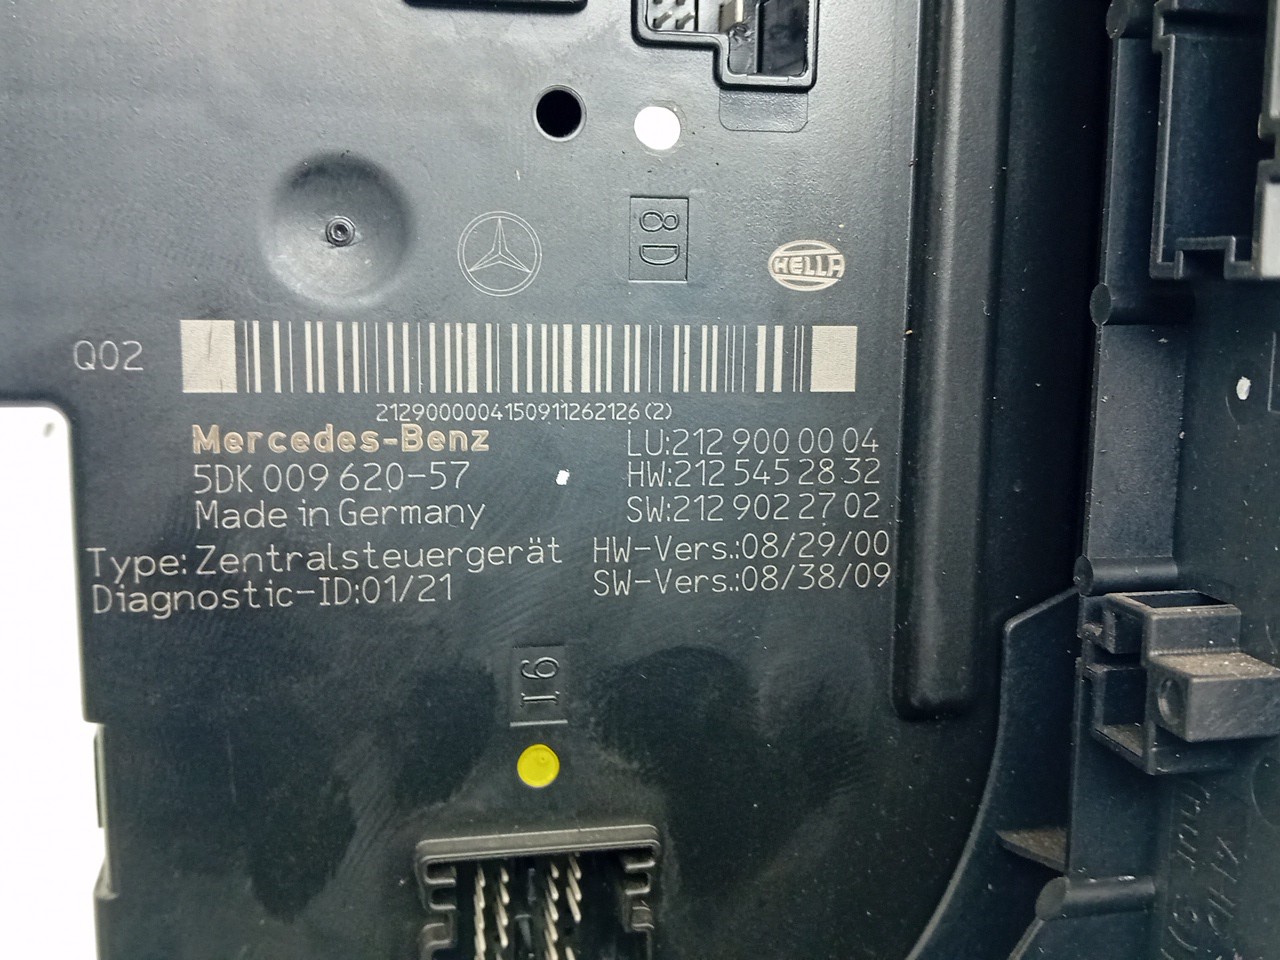 8D
HELLA
Q02
2129000004150911262126(2)
Mercedes-Benz
LU:212 900 00 04
5DK 009 620-57
HW:212 545 28 32
Made in Germany
SW:212 902 27 02
Type: Zentralsteuergerät
HW-Vers.:08/29/00
Diagnostic-ID:01/21
SW-Vers.:08/38/09
I6